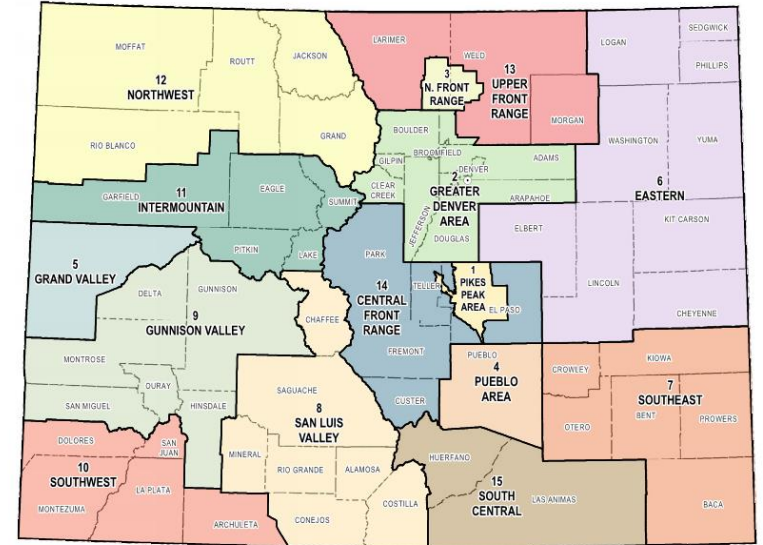 MOFFAT
ROUTT
JACKSON
12
NORTHWEST
RIO BLANCO
GRAND
LARIMER
WELD
3
N. FRONT
RANGE
13
UPPER
FRONT
RANGE
MORGAN
LOGAN
SEDGWICK
PHILLIPS
WASHINGTON
YUMA
6
EASTERN
KIT CARSON
ELBERT
LINCOLN
CHEYENNE
BOULDER
BROOMFIELD
GILPIN
CLEAR
CREEK
DENVER
ADAMS
2
GREATER
DENVER
AREA
ARAPAHOE
JEFFERSON
DOUGLAS
11
INTERMOUNTAIN
GARFIELD
EAGLE
SUMMIT
PITKIN
LAKE
5
GRAND VALLEY
DELTA
GUNNISON
9
GUNNISON VALLEY
MONTROSE
OURAY
SAN MIGUEL
HINSDALE
CHAFFEE
PARK
14
CENTRAL
FRONT
RANGE
TELLER
1
PIKES
PEAK
AREA
EL PASO
FREMONT
CUSTER
PUEBLO
4
PUEBLO
AREA
CROWLEY
KIOWA
7
SOUTHEAST
OTERO
BENT
PROWERS
BACA
SAGUACHE
8
SAN LUIS
VALLEY
MINERAL
RIO GRANDE
ALAMOSA
CONEJOS
COSTILLA
DOLORES
SAN
JUAN
10
SOUTHWEST
LA PLATA
MONTEZUMA
ARCHULETA
HUERFANO
15
SOUTH
CENTRAL
LAS ANIMAS